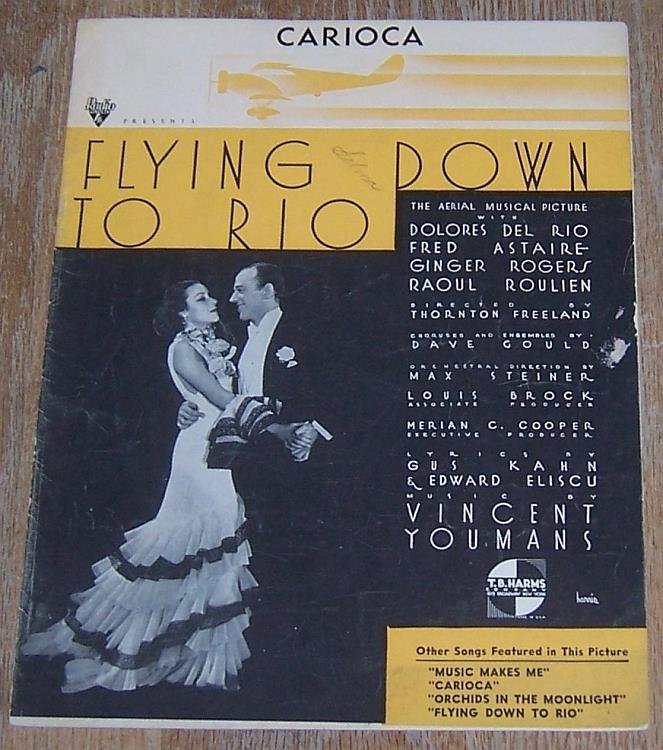 CARIOCA
Radio
PRESENTS
FLYING DOWN
TO RIO
THE AERIAL MUSICAL PICTURE
WITH
DOLORES DEL RIO
FRED ASTAIRE
GINGER ROGERS
RAOUL ROULIEN
DIRECTED BY
THORNTON FREELAND
CHORUSES AND ENSEMBLES BY
DAVE GOULD
ORCHESTRAL DIRECTION BY
MAX STEINER
LOUIS BROCK
ASSOCIATE PRODUCER
MERIAN C. COOPER
EXECUTIVE PRODUCER
LYRICS BY
GUS KAHN
& EDWARD ELISCU
MUSIC BY
VINCENT
YOUMANS
T.B. HARMS
COMPANY
harris
Other Songs Featured in This Picture
"MUSIC MAKES ME"
"CARIOCA"
"ORCHIDS IN THE MOONLIGHT"
"FLYING DOWN TO RIO"